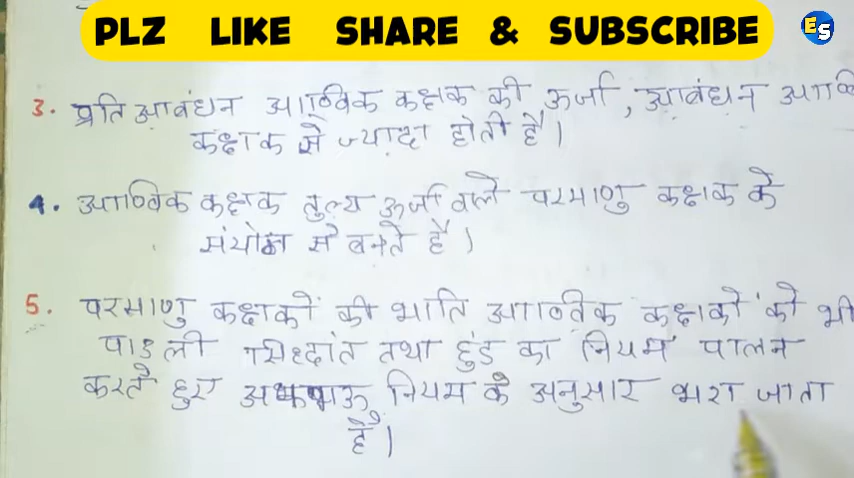 PLZ LIKE SHARE & SUBSCRIBE ES
3. प्रति आबंधन आण्विक कक्षक की ऊर्जा, आबंधन
कक्षक से ज्यादा होती है।
4. आण्विक कक्षक तुल्य ऊर्जा वाले परमाणु कक्षक के
संयोजन से बनते है।
5. परमाणु कक्षकों की भाति आण्विक कक्षकों को भी
पाउली सिध्दांत तथा हुंड का नियम पालन
करते हुए नियम के अनुसार भरा जाता
है।